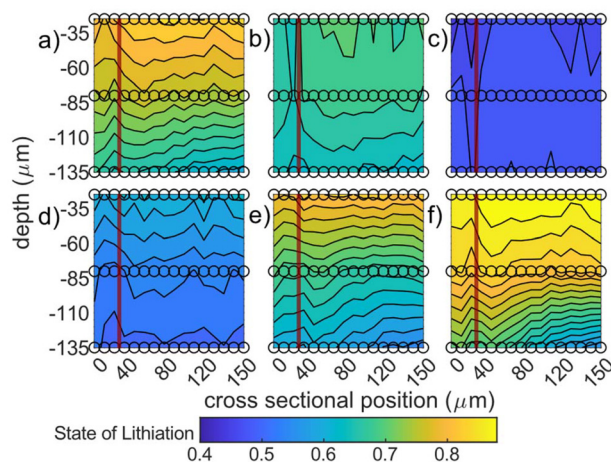 a)
b)
c)
-35
-60
-85
-110
-135
d)
e)
f)
-35
-60
-85
-110
-135
depth (μm)
0 40 80 120 150 0 40 80 120 150 0 40 80 120 150
cross sectional position (μm)
State of Lithiation
0.4 0.5 0.6 0.7 0.8